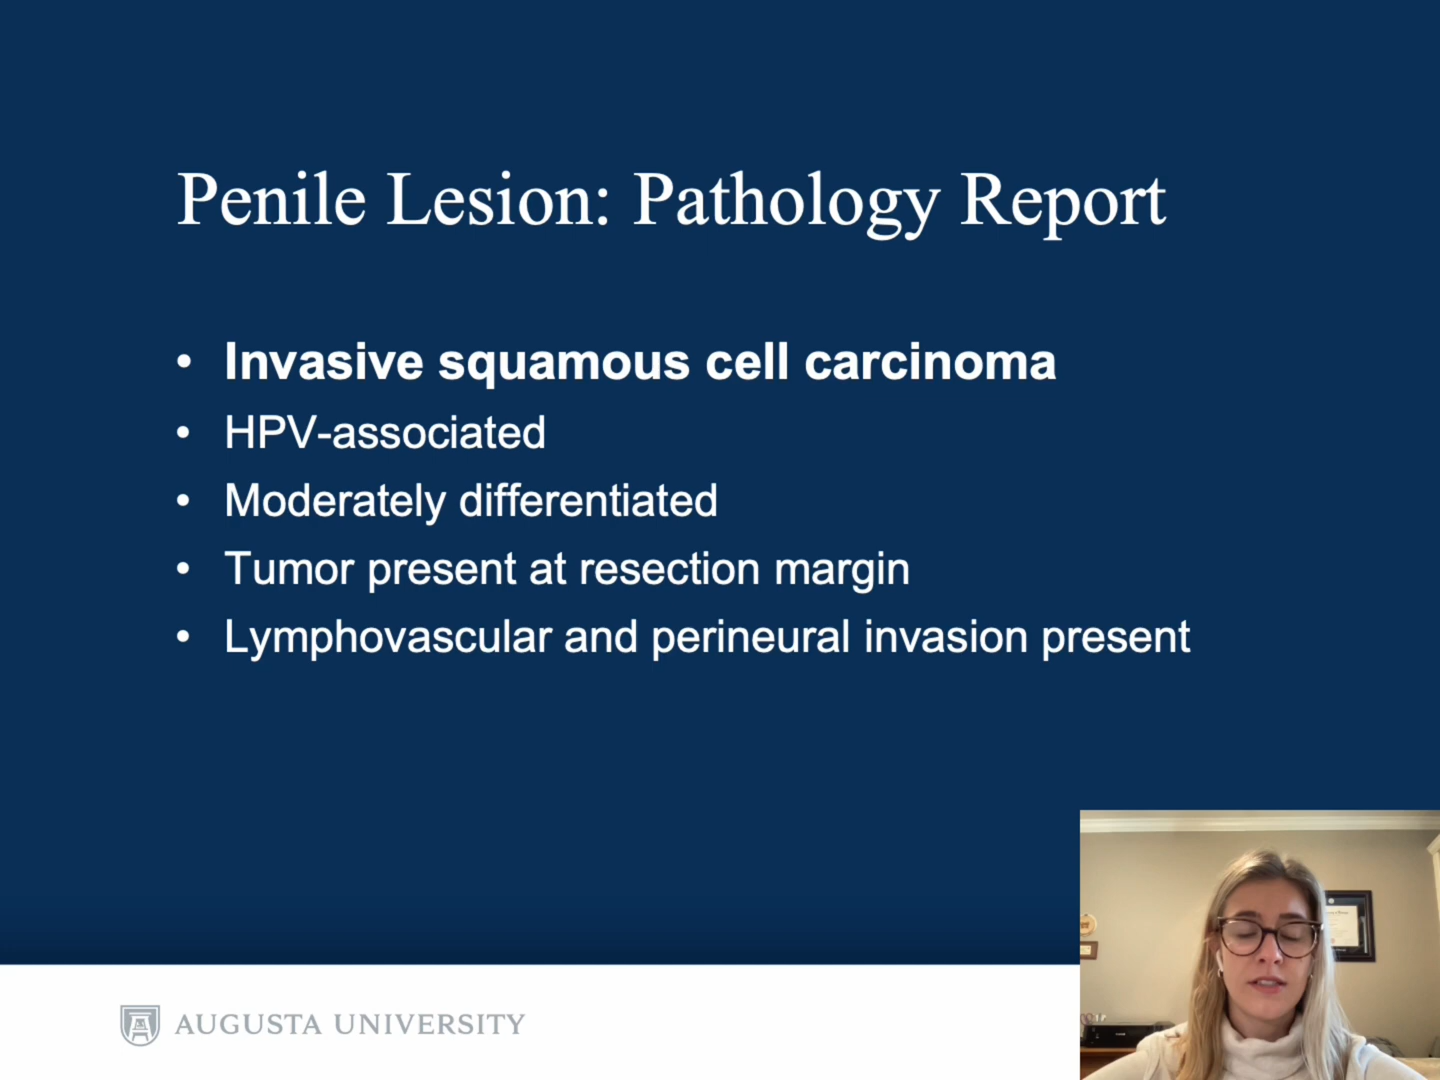 Penile Lesion: Pathology Report
• Invasive squamous cell carcinoma
• HPV-associated
• Moderately differentiated
• Tumor present at resection margin
• Lymphovascular and perineural invasion present
AUGUSTA UNIVERSITY